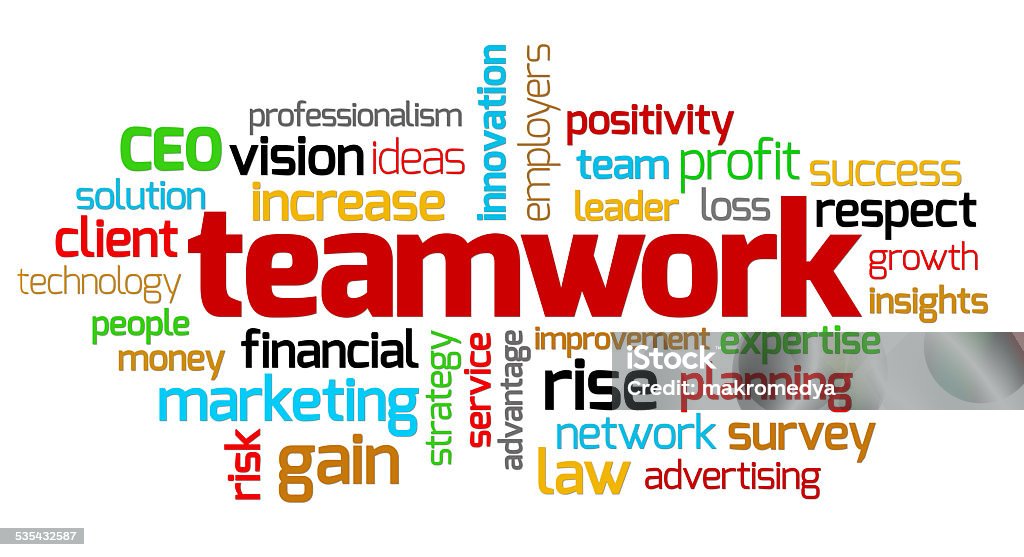 innovation
employers
professionalism
positivity
CEO
vision
ideas
team
profit
success
solution
increase
leader
loss
respect
client
teamwork
growth
technology
insights
people
financial
strategy
service
advantage
improvement
expertise
money
iStock™
rise
planning
Credit: makromedya
marketing
network
survey
risk
gain
law
advertising
535432587